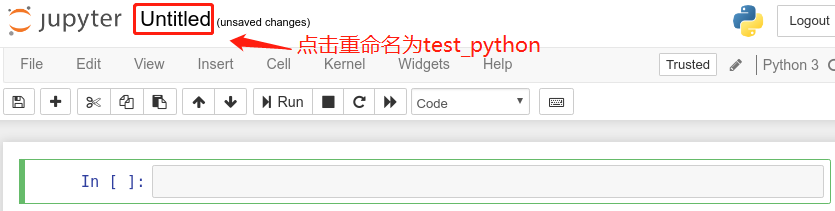 jupyter Untitled (unsaved changes) Logout
点击重命名为test_python
File Edit View Insert Cell Kernel Widgets Help Trusted Python 3
Run Code
In [ ]: